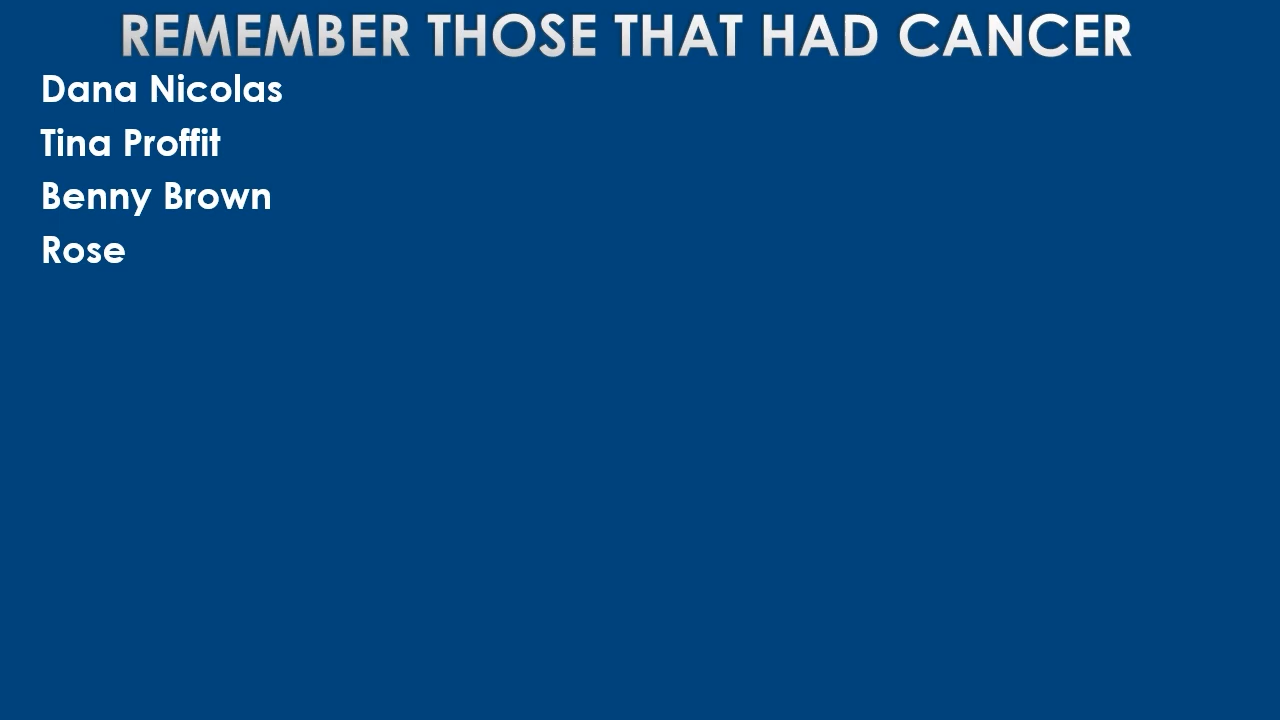 REMEMBER THOSE THAT HAD CANCER
Dana Nicolas
Tina Proffit
Benny Brown
Rose